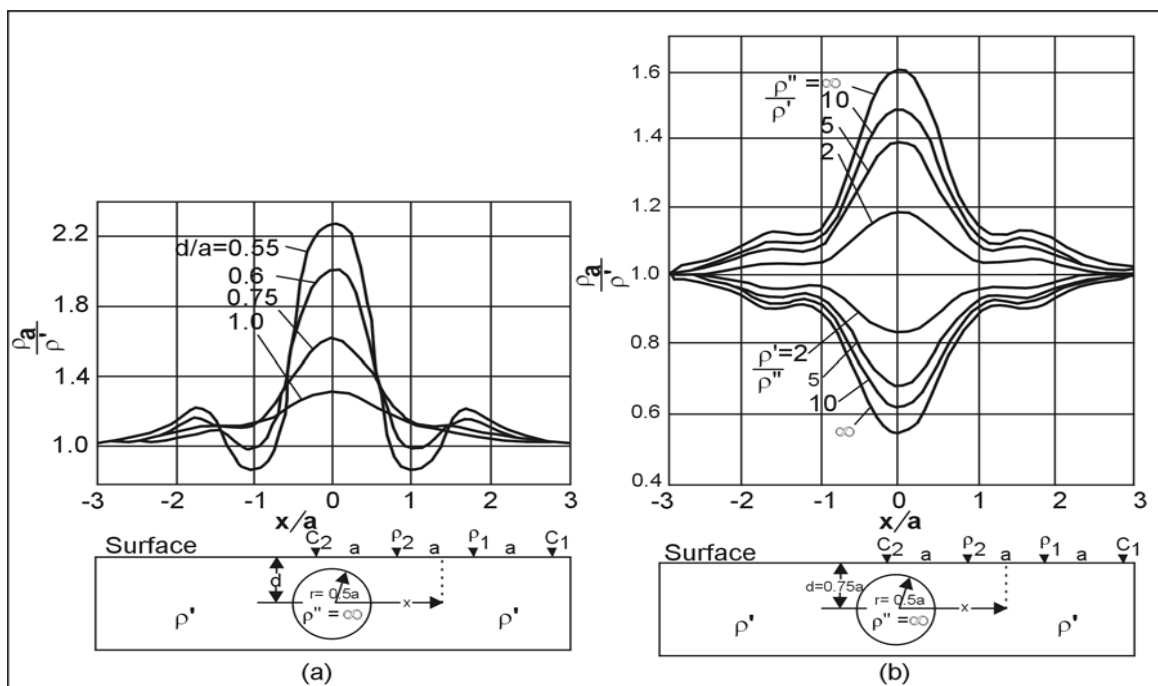 2.2
1.8
1.4
1.0
ρa/ρ'
d/a=0.55
0.6
0.75
1.0
-3 -2 -1 0 1 2 3
x/a
C2 a ρ2 a ρ1 a C1
Surface
d
r= 0.5a
x
ρ' ρ" = ∞ ρ'
(a)
1.6
1.4
1.2
1.0
0.8
0.6
0.4
ρa/ρ'
ρ"/ρ' = ∞
10
5
2
ρ'/ρ" =2
5
10
∞
-3 -2 -1 0 1 2 3
x/a
C2 a ρ2 a ρ1 a C1
Surface
d=0.75a
r= 0.5a
x
ρ' ρ" = ∞ ρ'
(b)